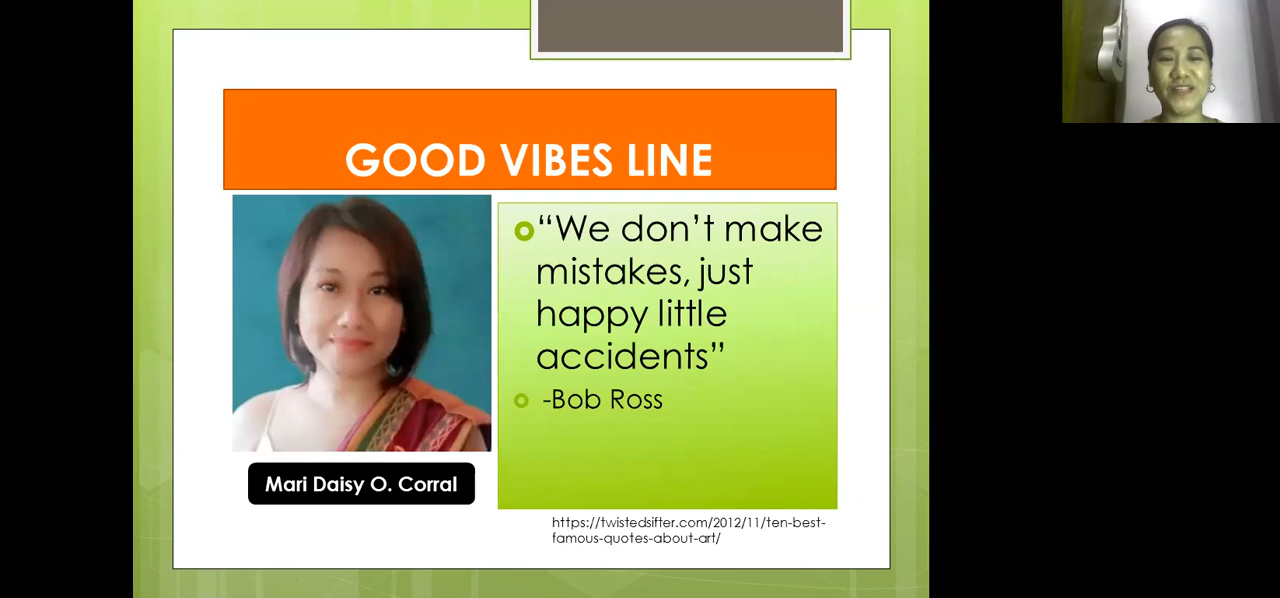 GOOD VIBES LINE
“We don’t make
mistakes, just
happy little
accidents”
-Bob Ross
Mari Daisy O. Corral
https://twistedsifter.com/2012/11/ten-best-
famous-quotes-about-art/